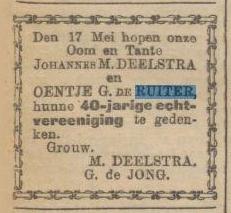 Den 17 Mei hopen onze
Oom en Tante
JOHANNES M. DEELSTRA
en
OENTJE G. DE RUITER,
hunne 40-jarige echt-
vereeniging te geden-
ken.
Grouw.
M. DEELSTRA.
G. de JONG.